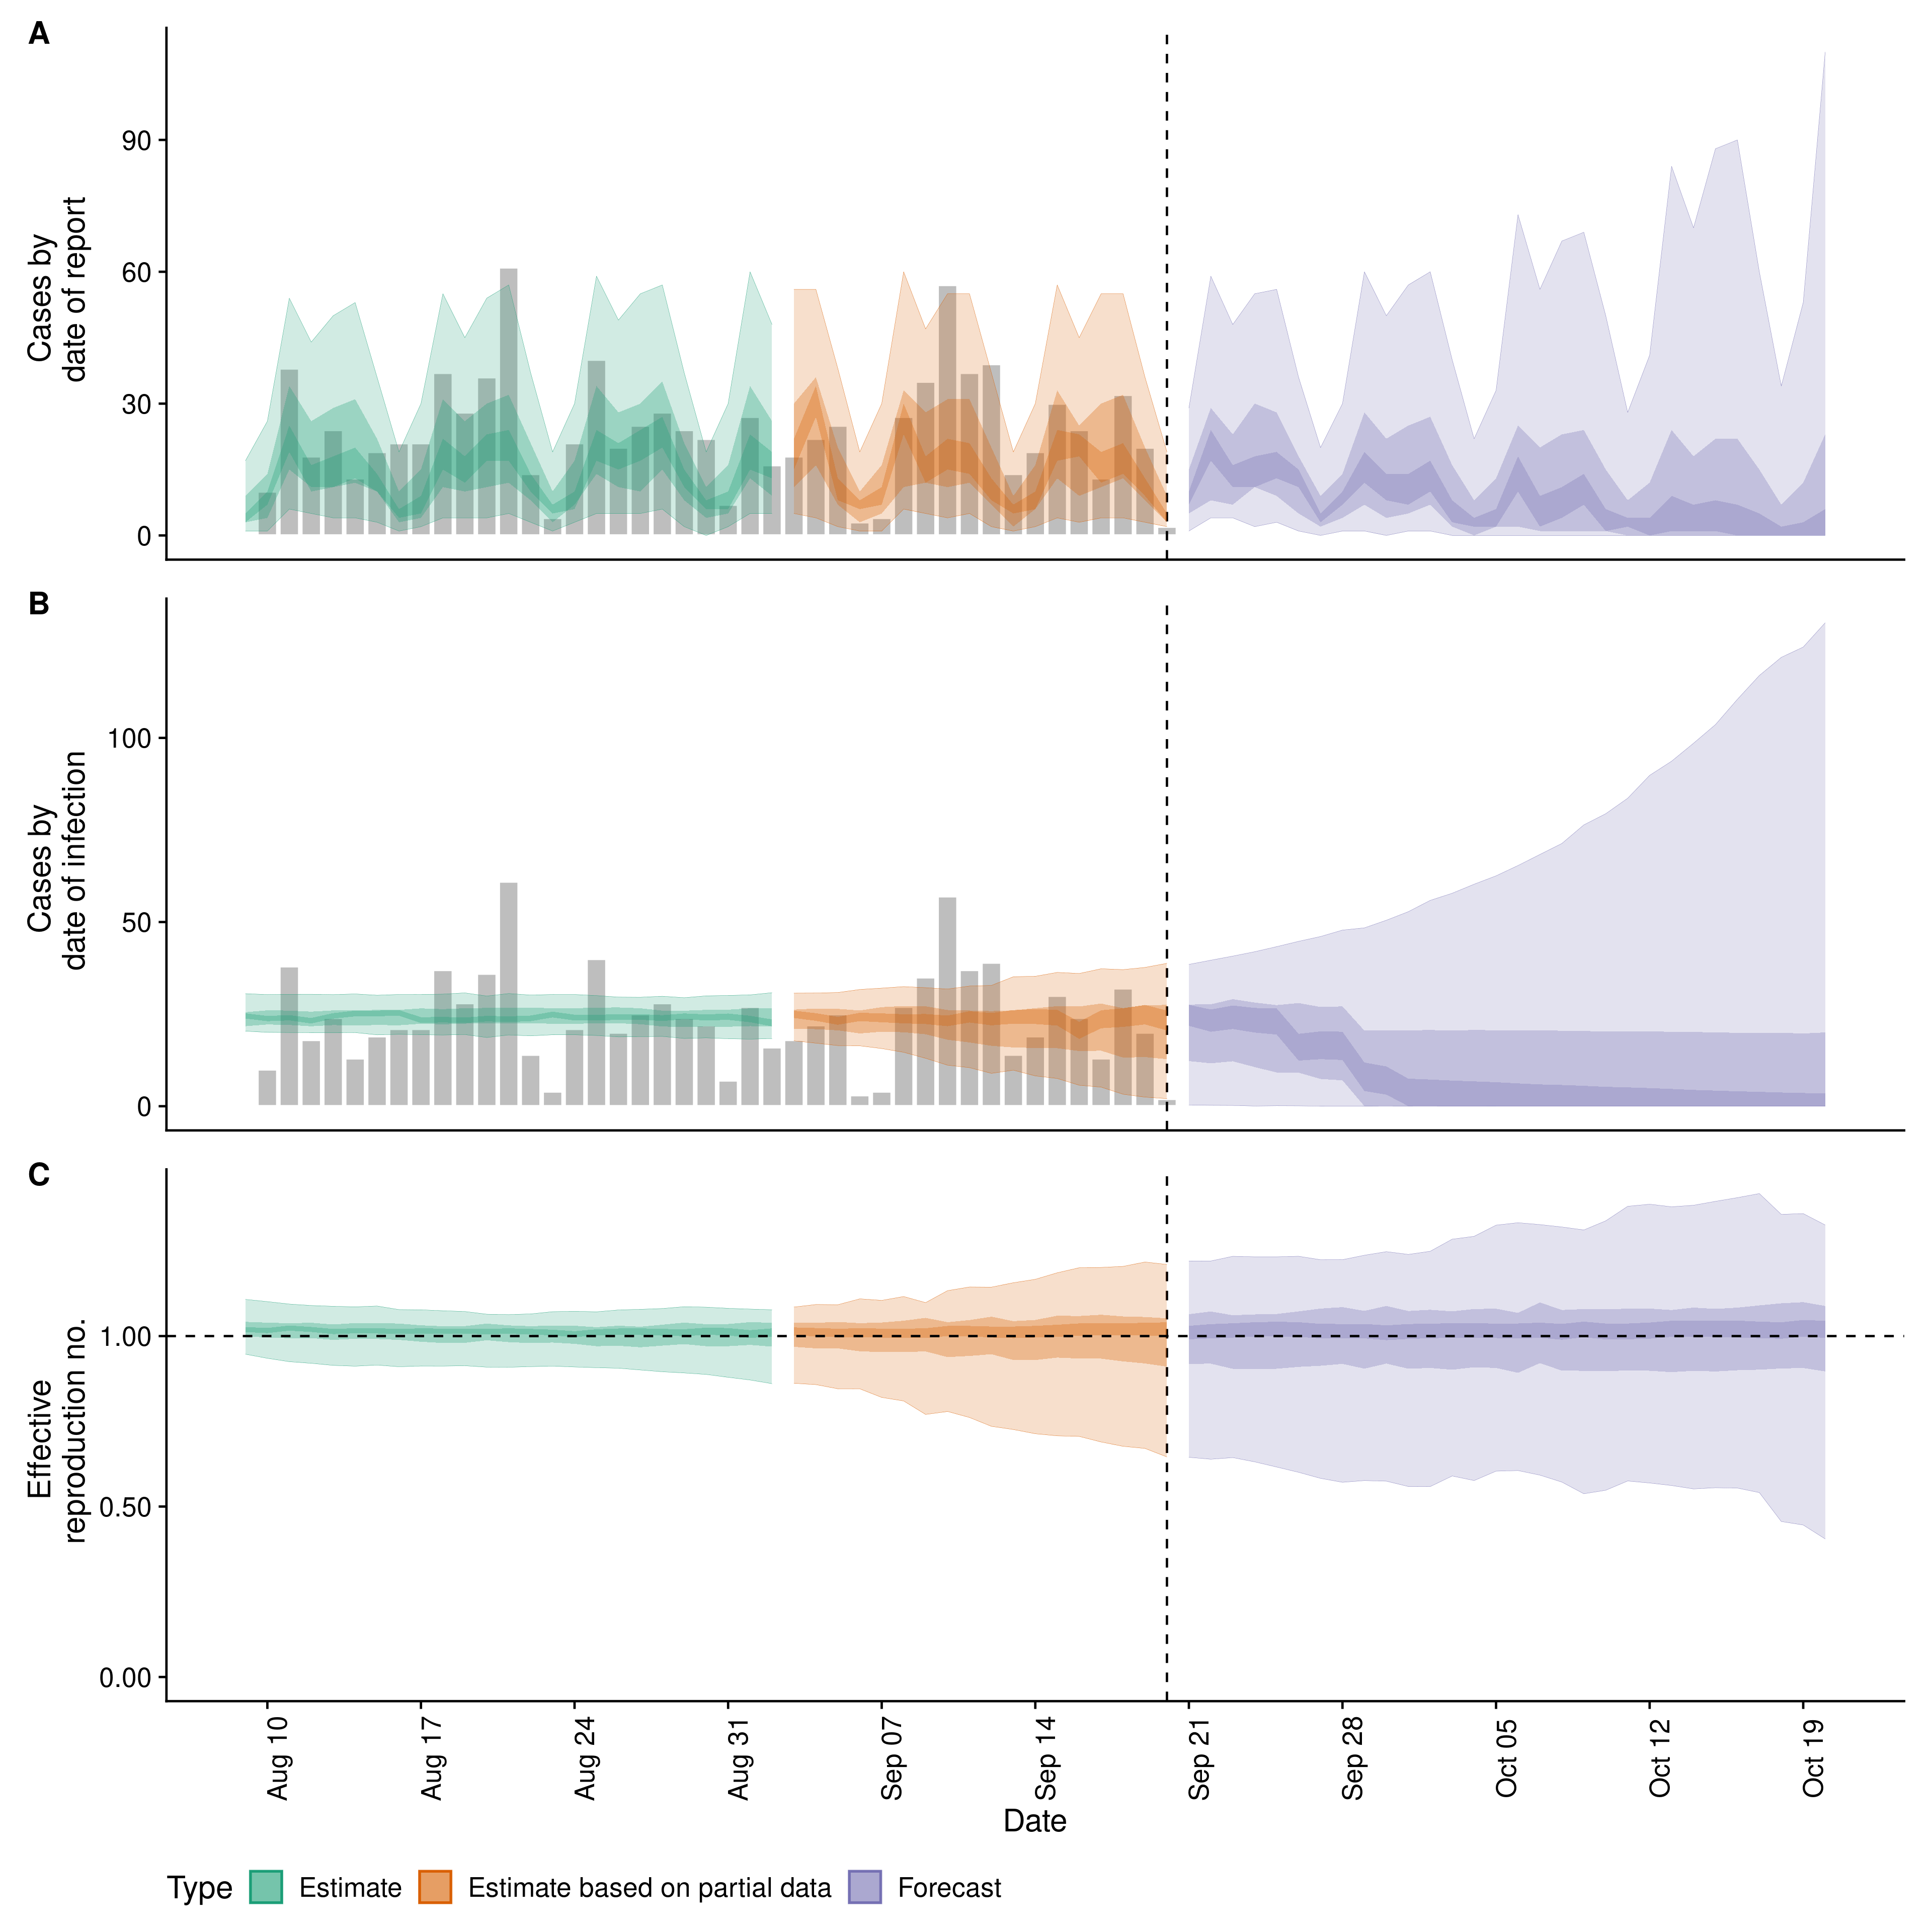 A
Cases by
date of report
90
60
30
0
B
Cases by
date of infection
100
50
0
C
Effective
reproduction no.
1.00
0.50
0.00
Aug 10
Aug 17
Aug 24
Aug 31
Sep 07
Sep 14
Sep 21
Sep 28
Oct 05
Oct 12
Oct 19
Date
Type Estimate Estimate based on partial data Forecast